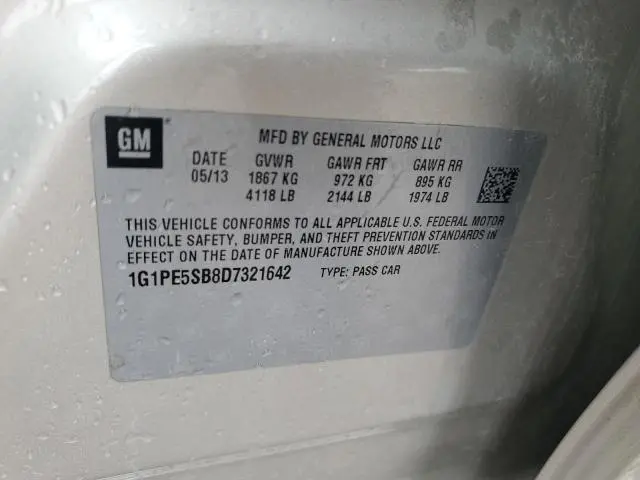 GM
MFD BY GENERAL MOTORS LLC
DATE GVWR GAWR FRT GAWR RR
05/13 1867 KG 972 KG 895 KG
4118 LB 2144 LB 1974 LB
THIS VEHICLE CONFORMS TO ALL APPLICABLE U.S. FEDERAL MOTOR
VEHICLE SAFETY, BUMPER, AND THEFT PREVENTION STANDARDS IN
EFFECT ON THE DATE OF MANUFACTURE SHOWN ABOVE.
1G1PE5SB8D7321642 TYPE: PASS CAR